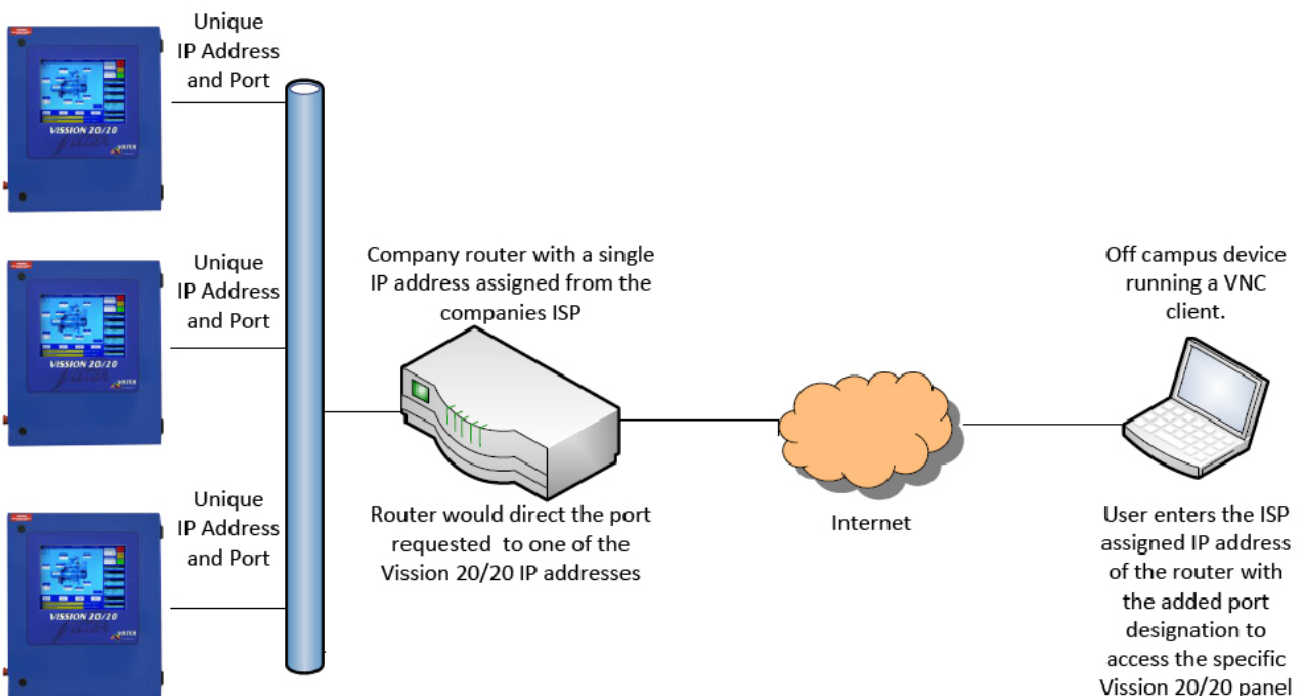 Unique
IP Address
and Port
VISSION 20/20
Unique
IP Address
and Port
VISSION 20/20
Unique
IP Address
and Port
VISSION 20/20
Company router with a single
IP address assigned from the
companies ISP
Router would direct the port
requested to one of the
Vission 20/20 IP addresses
Internet
Off campus device
running a VNC
client.
User enters the ISP
assigned IP address
of the router with
the added port
designation to
access the specific
Vission 20/20 panel